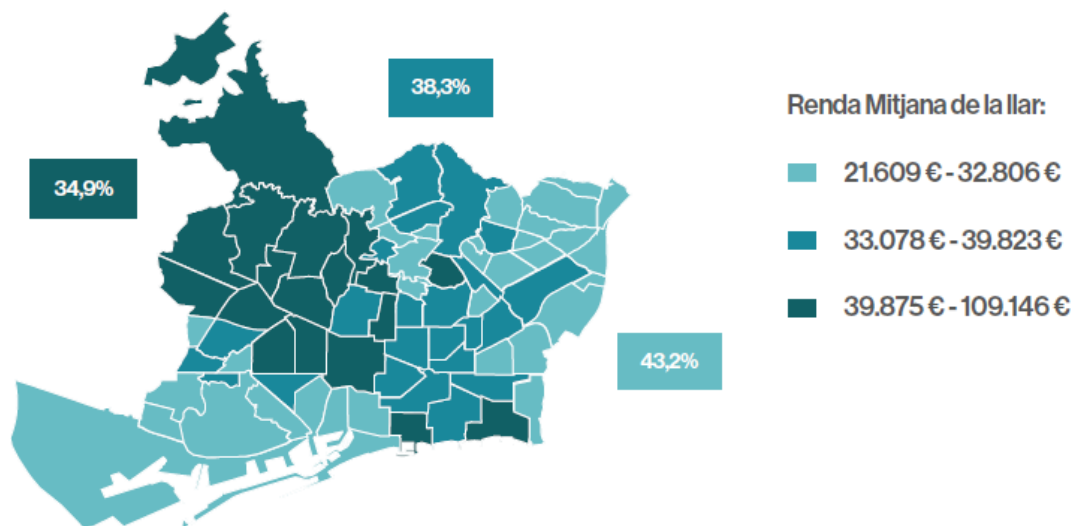 38,3%
34,9%
43,2%
Renda Mitjana de la llar:
21.609 € - 32.806 €
33.078 € - 39.823 €
39.875 € - 109.146 €